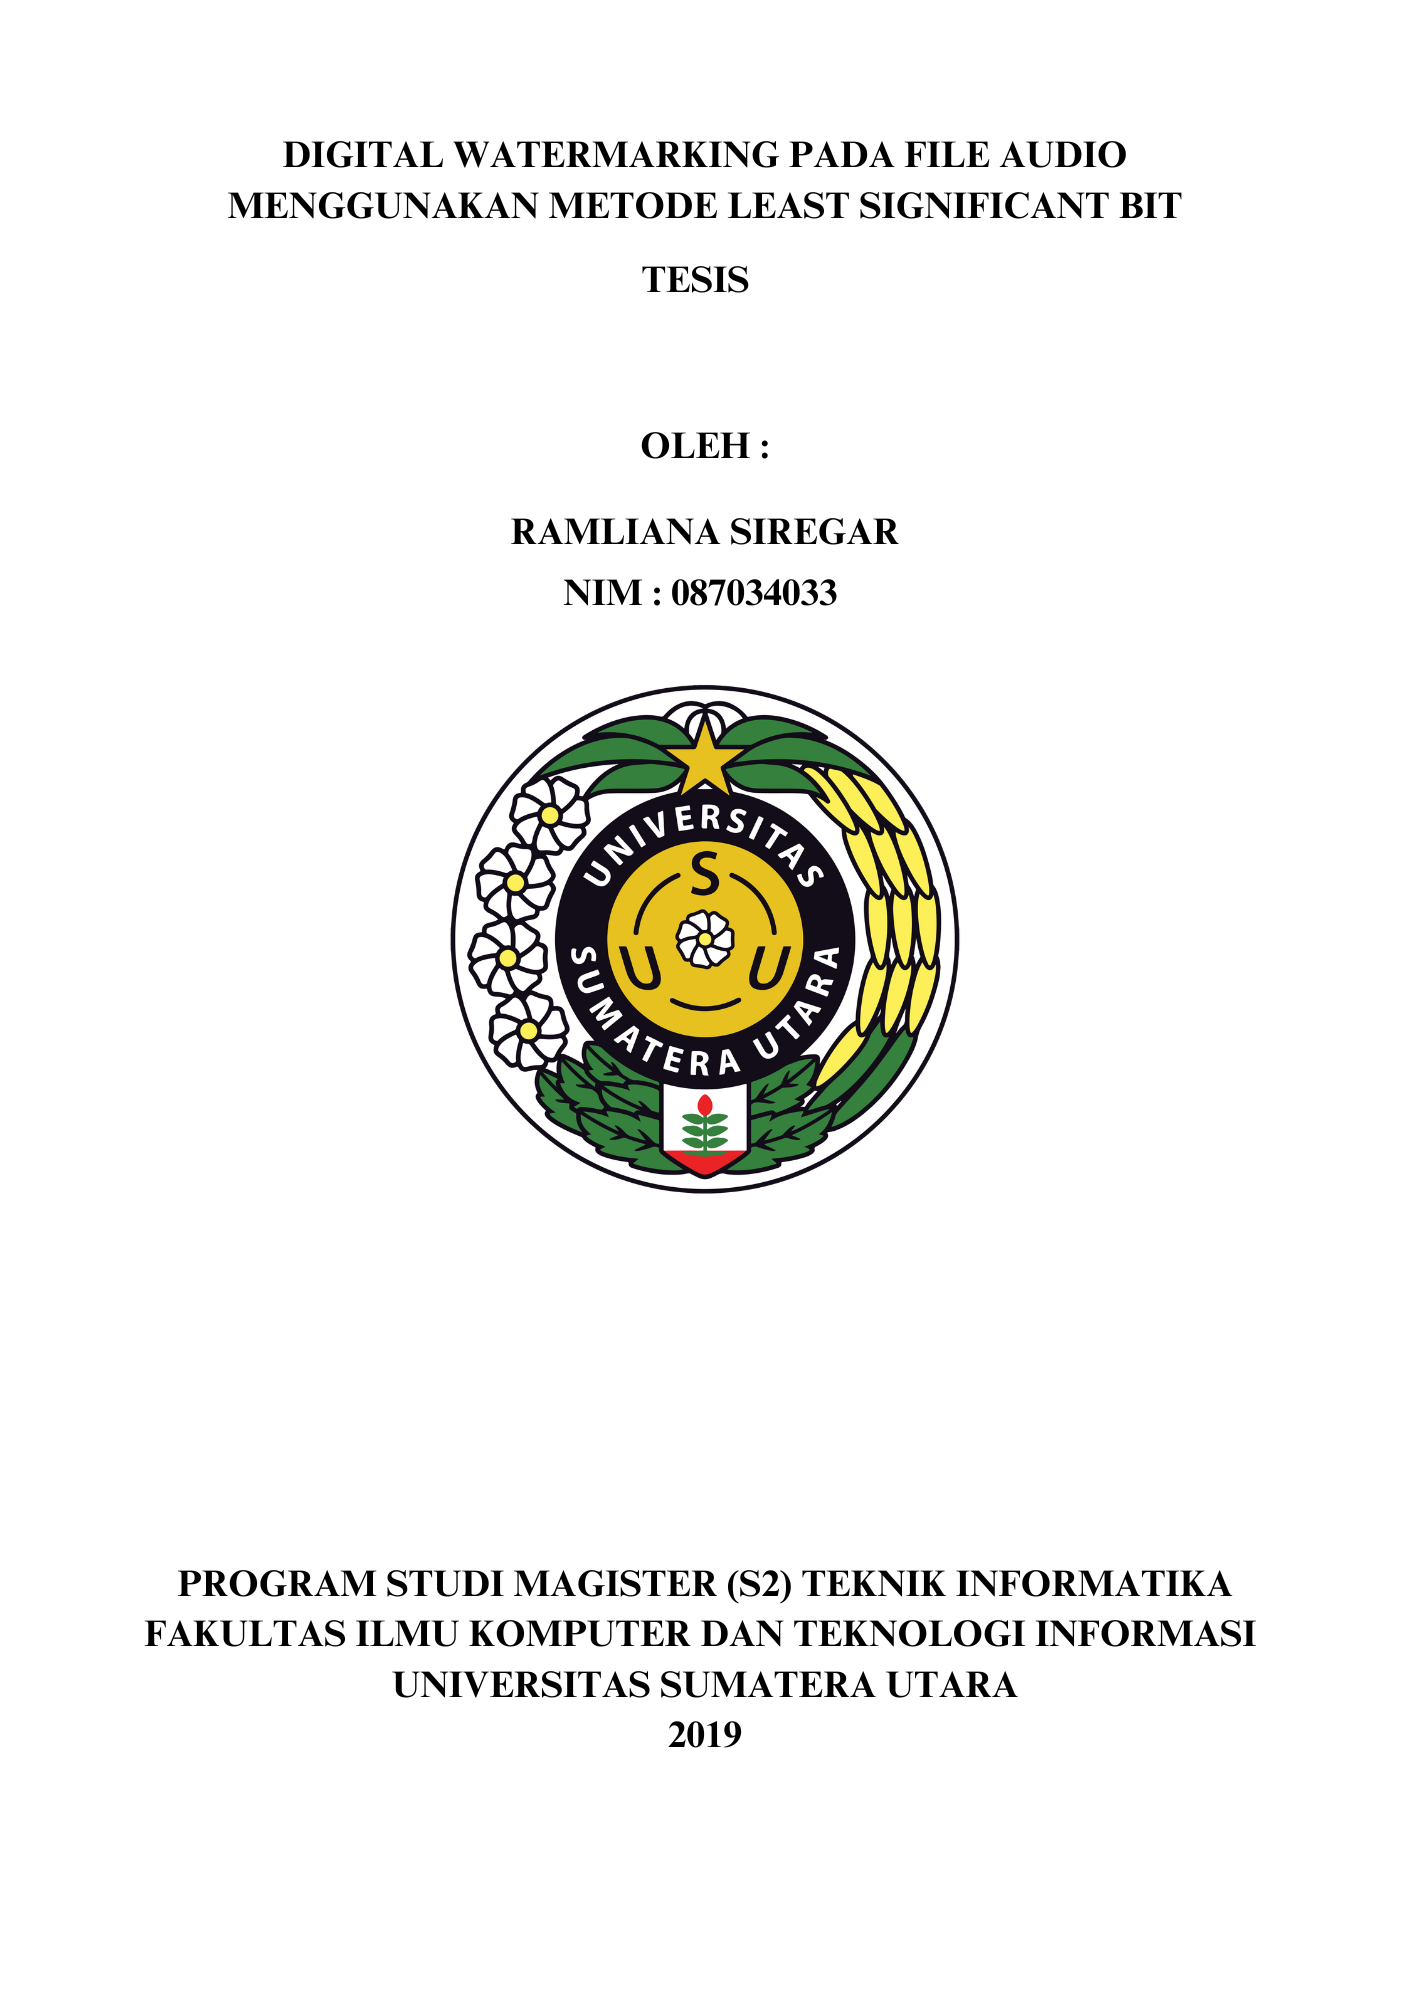 DIGITAL WATERMARKING PADA FILE AUDIO
MENGGUNAKAN METODE LEAST SIGNIFICANT BIT
TESIS
OLEH :
RAMLIANA SIREGAR
NIM : 087034033
UNIVERSITAS
S
U U
SUMATERA UTARA
PROGRAM STUDI MAGISTER (S2) TEKNIK INFORMATIKA
FAKULTAS ILMU KOMPUTER DAN TEKNOLOGI INFORMASI
UNIVERSITAS SUMATERA UTARA
2019